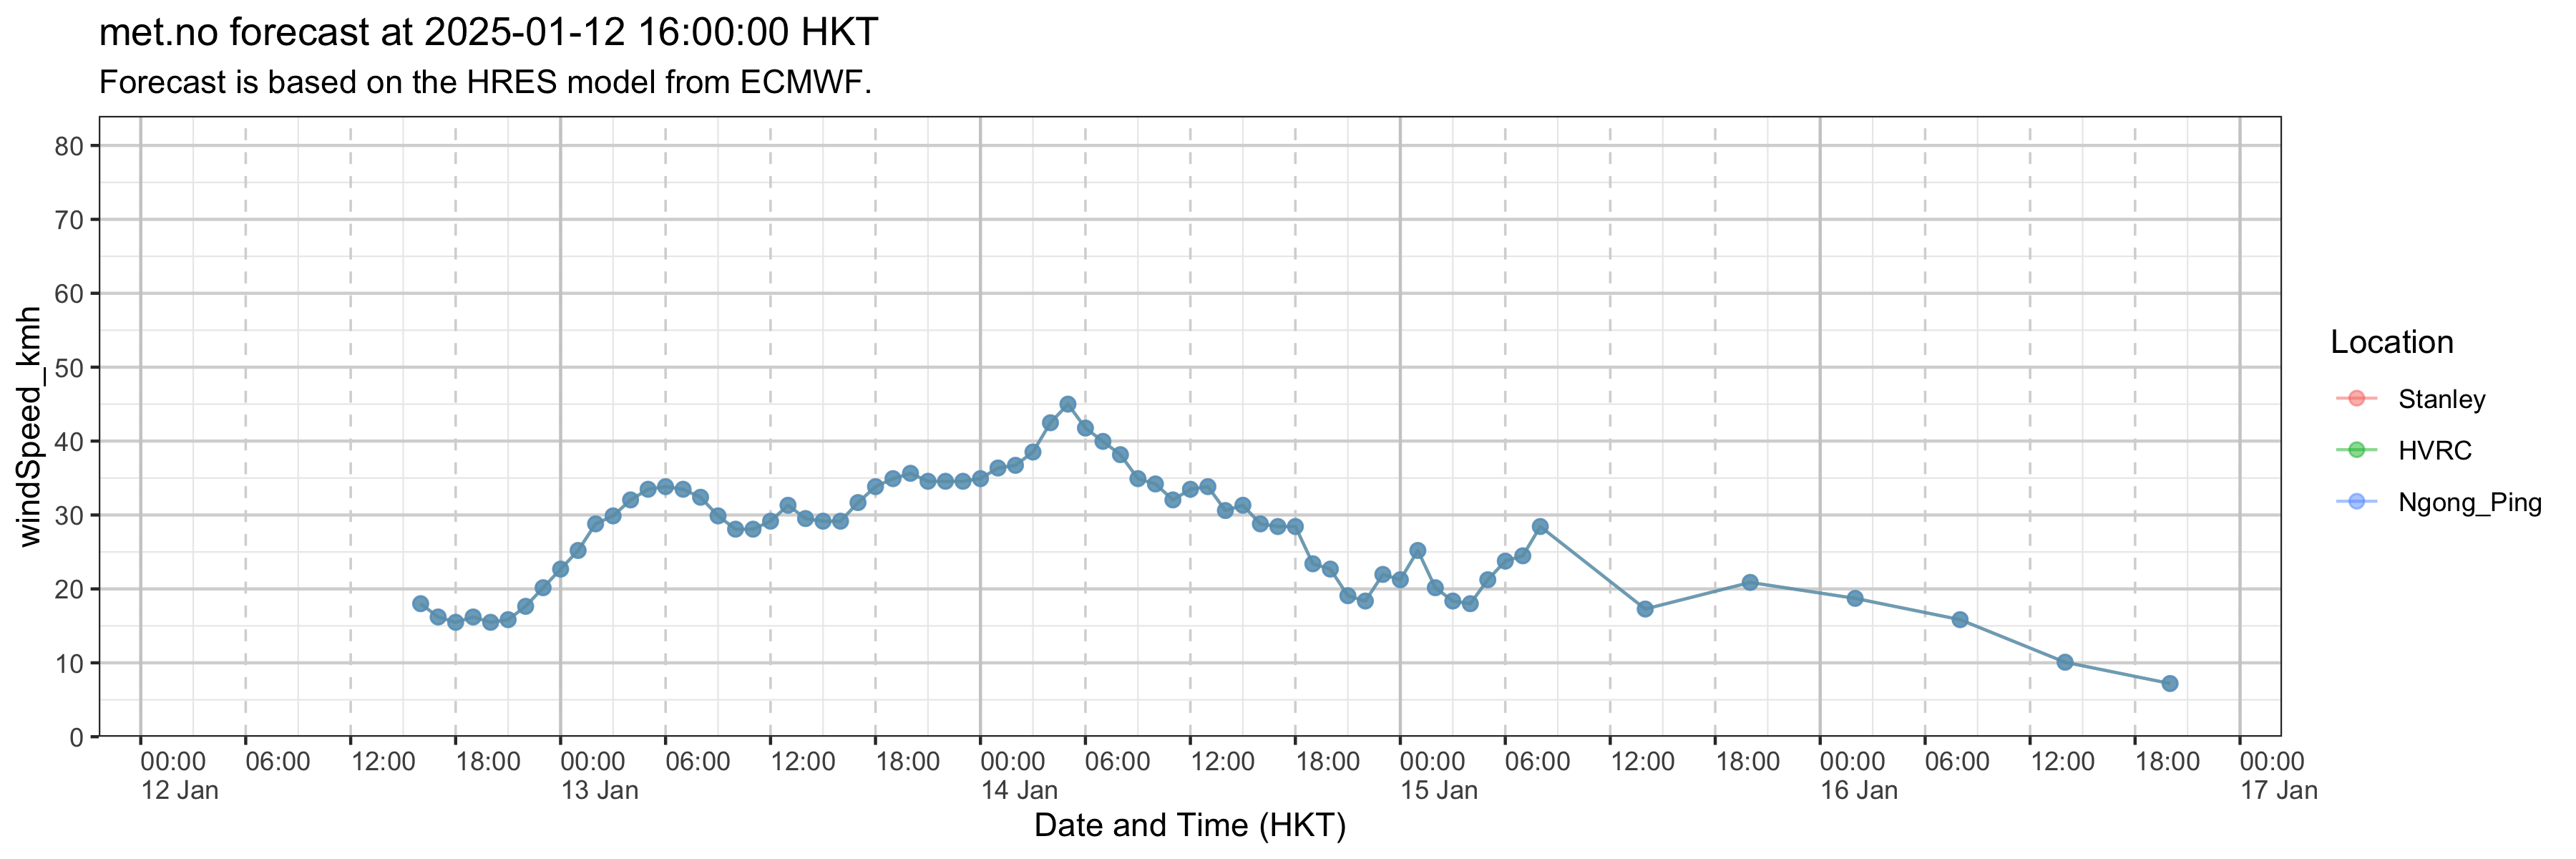 met.no forecast at 2025-01-12 16:00:00 HKT
Forecast is based on the HRES model from ECMWF.
windSpeed_kmh
80
70
60
50
40
30
20
10
0
00:00 06:00 12:00 18:00 00:00 06:00 12:00 18:00 00:00 06:00 12:00 18:00 00:00 06:00 12:00 18:00 00:00 06:00 12:00 18:00 00:00
12 Jan 13 Jan 14 Jan 15 Jan 16 Jan 17 Jan
Date and Time (HKT)
Location
Stanley
HVRC
Ngong_Ping